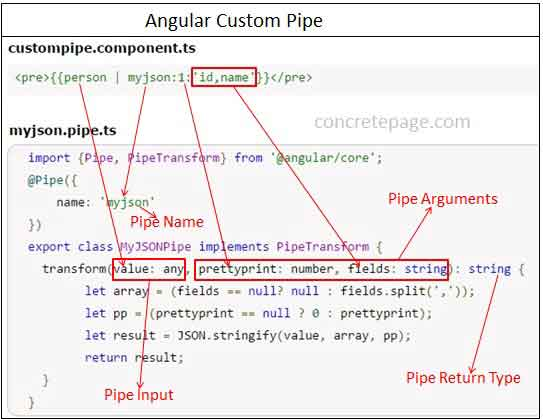 Angular Custom Pipe
custompipe.component.ts
<pre>{{person | myjson:1:'id,name'}}</pre>
concretepage.com
myjson.pipe.ts
import {Pipe, PipeTransform} from '@angular/core';
@Pipe({
name: 'myjson'
Pipe Arguments
})
Pipe Name
export class MyJSONPipe implements PipeTransform {
transform(value: any, prettyprint: number, fields: string): string {
let array = (fields == null? null : fields.split(','));
let pp = (prettyprint == null ? 0 : prettyprint);
let result = JSON.stringify(value, array, pp);
return result;
}
Pipe Input
Pipe Return Type
}